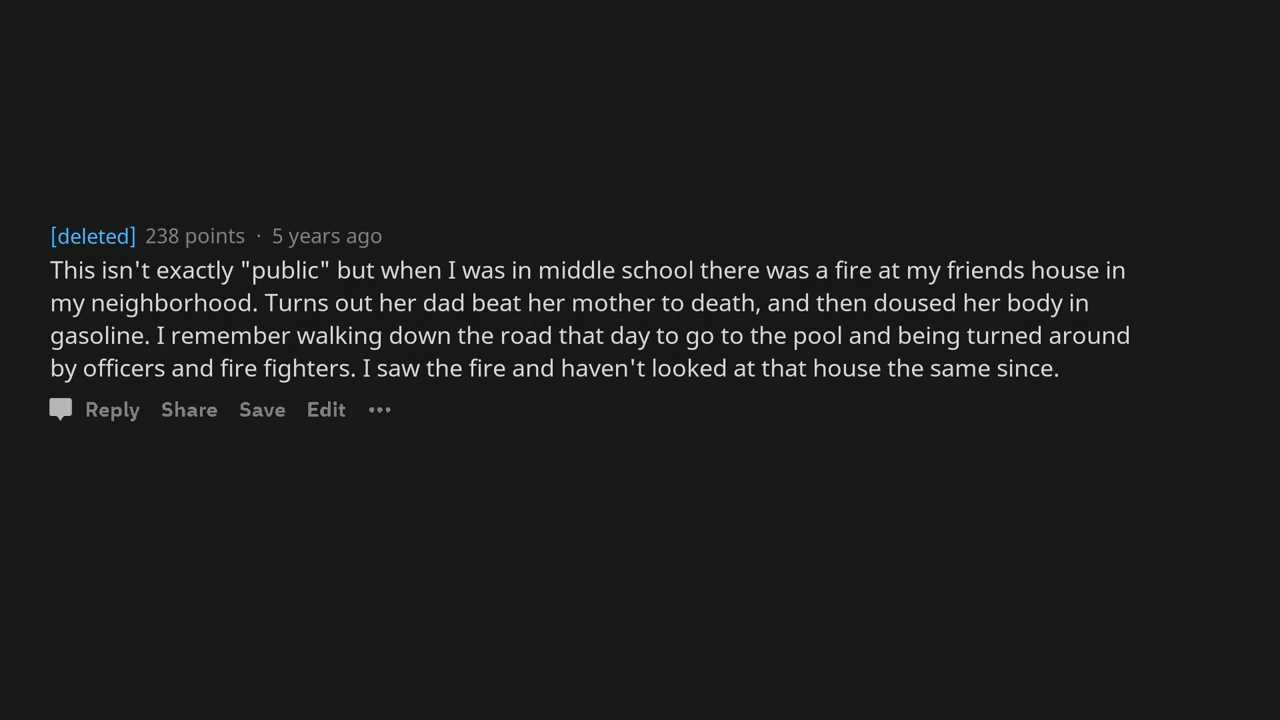 [deleted] 238 points · 5 years ago
This isn't exactly "public" but when I was in middle school there was a fire at my friends house in
my neighborhood. Turns out her dad beat her mother to death, and then doused her body in
gasoline. I remember walking down the road that day to go to the pool and being turned around
by officers and fire fighters. I saw the fire and haven't looked at that house the same since.
Reply Share Save Edit •••